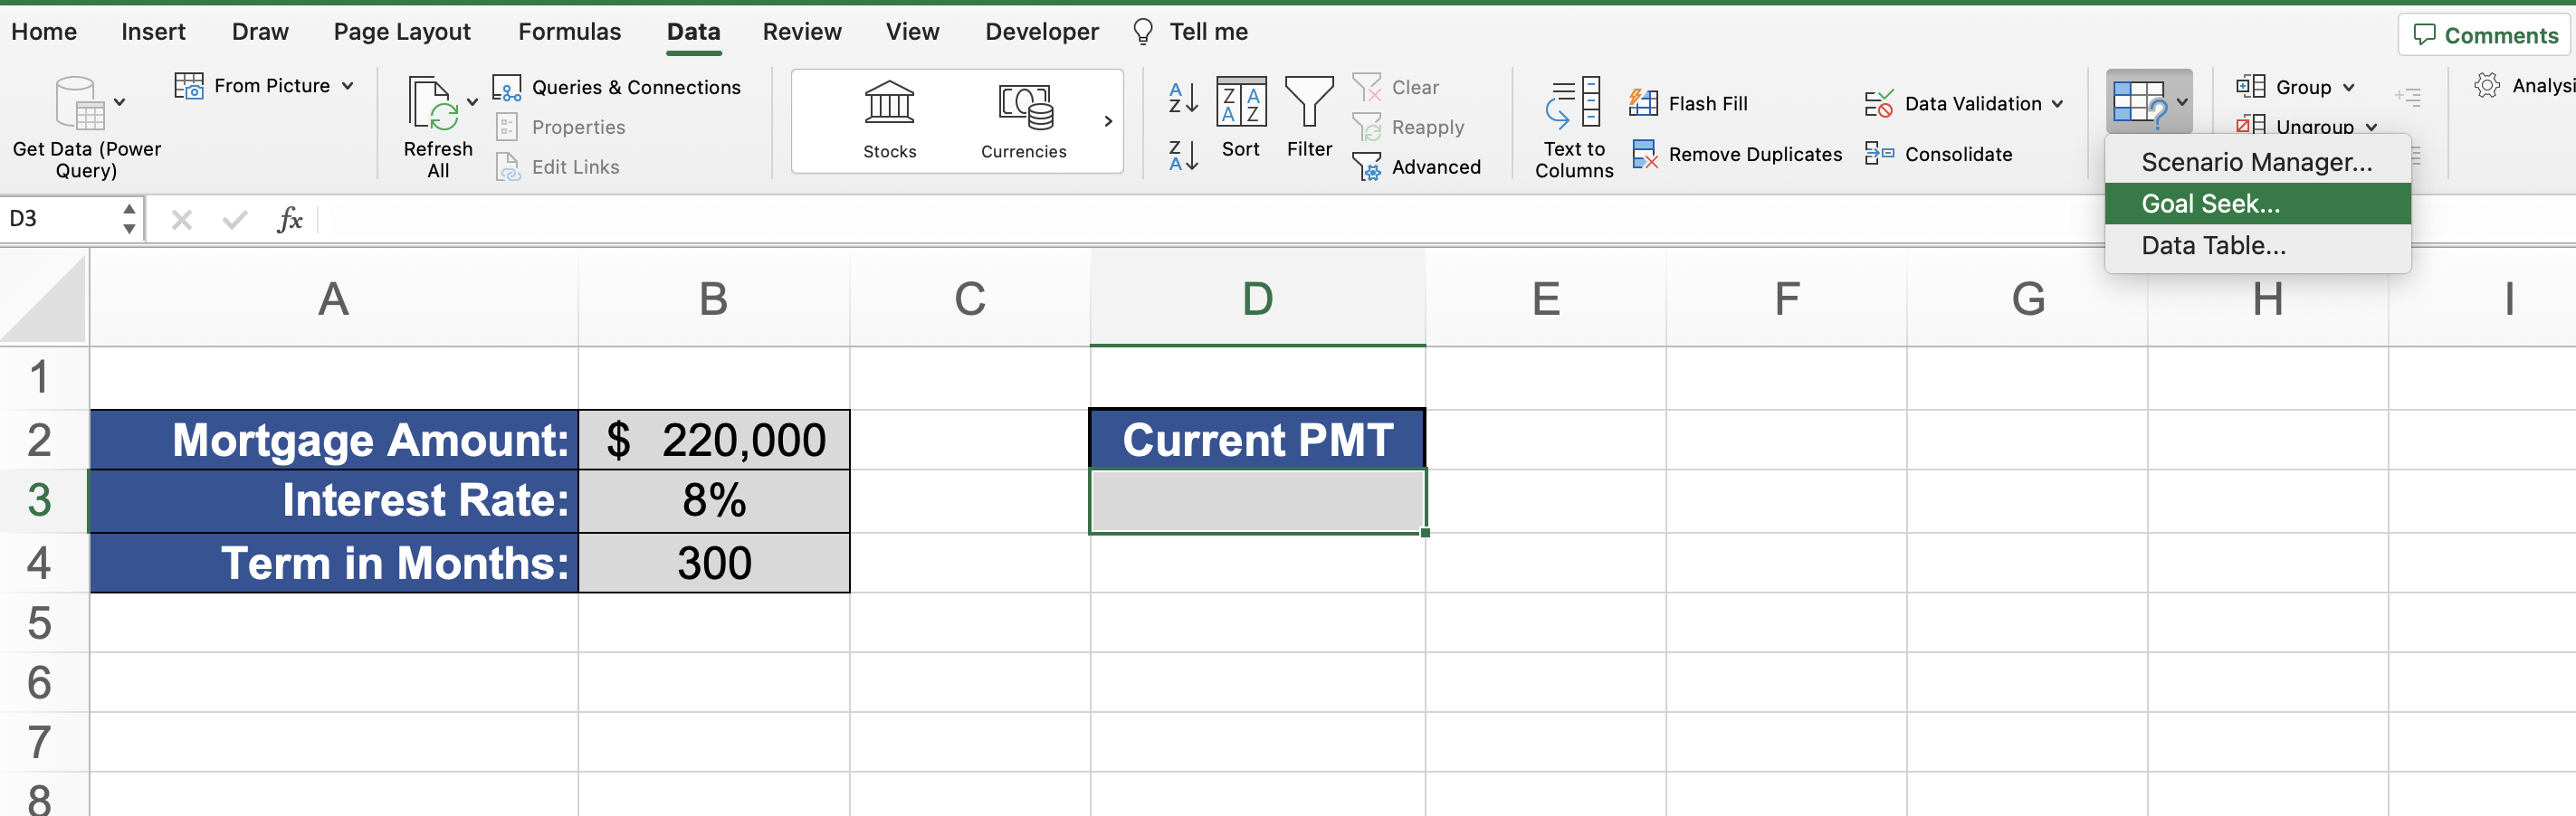 Home Insert Draw Page Layout Formulas Data Review View Developer Tell me Comments
Get Data (Power Query)
From Picture
Refresh All
Queries & Connections
Properties
Edit Links
Stocks
Currencies
Sort
Filter
Clear
Reapply
Advanced
Text to Columns
Flash Fill
Remove Duplicates
Data Validation
Consolidate
Group
Ungroup
Analysi
Scenario Manager...
Goal Seek...
Data Table...
D3 fx
A B C D E F G H I
1
2 Mortgage Amount: $ 220,000 Current PMT
3 Interest Rate: 8%
4 Term in Months: 300
5
6
7
8